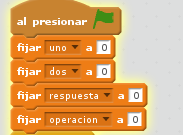 al presionar
fijar uno a 0
fijar dos a 0
fijar respuesta a 0
fijar operacion a 0